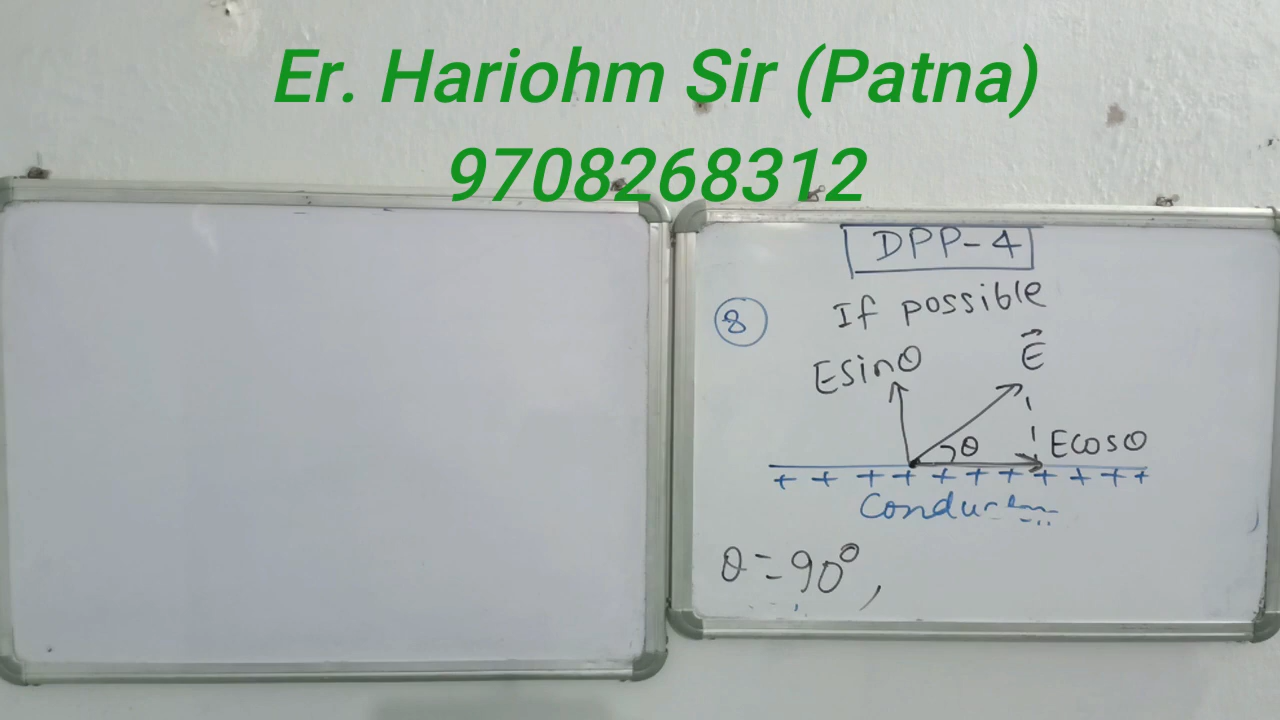 Er. Hariohm Sir (Patna)
9708268312
DPP-4
8
If possible
Esinθ
E
θ
Ecosθ
+ + + + + + + + + +
θ=90°,